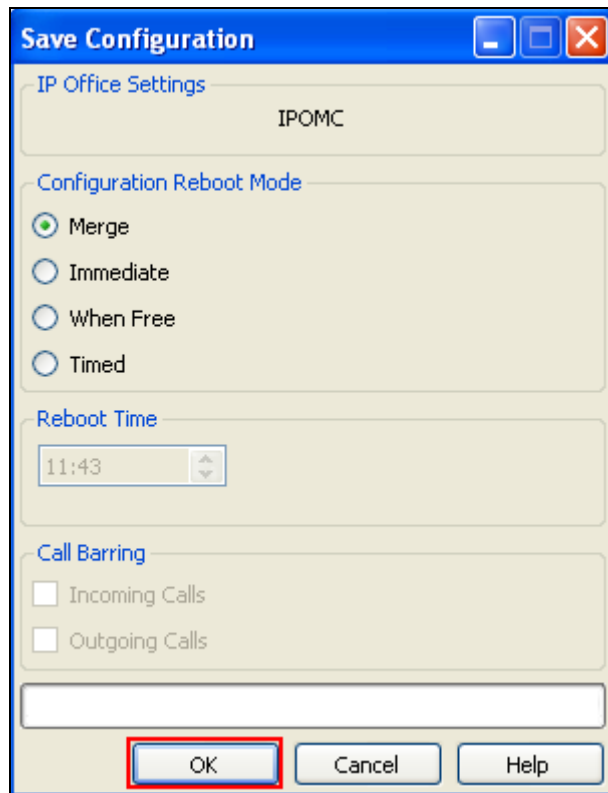 Save Configuration
IP Office Settings
IPOMC
Configuration Reboot Mode
Merge
Immediate
When Free
Timed
Reboot Time
11:43
Call Barring
Incoming Calls
Outgoing Calls
OK Cancel Help